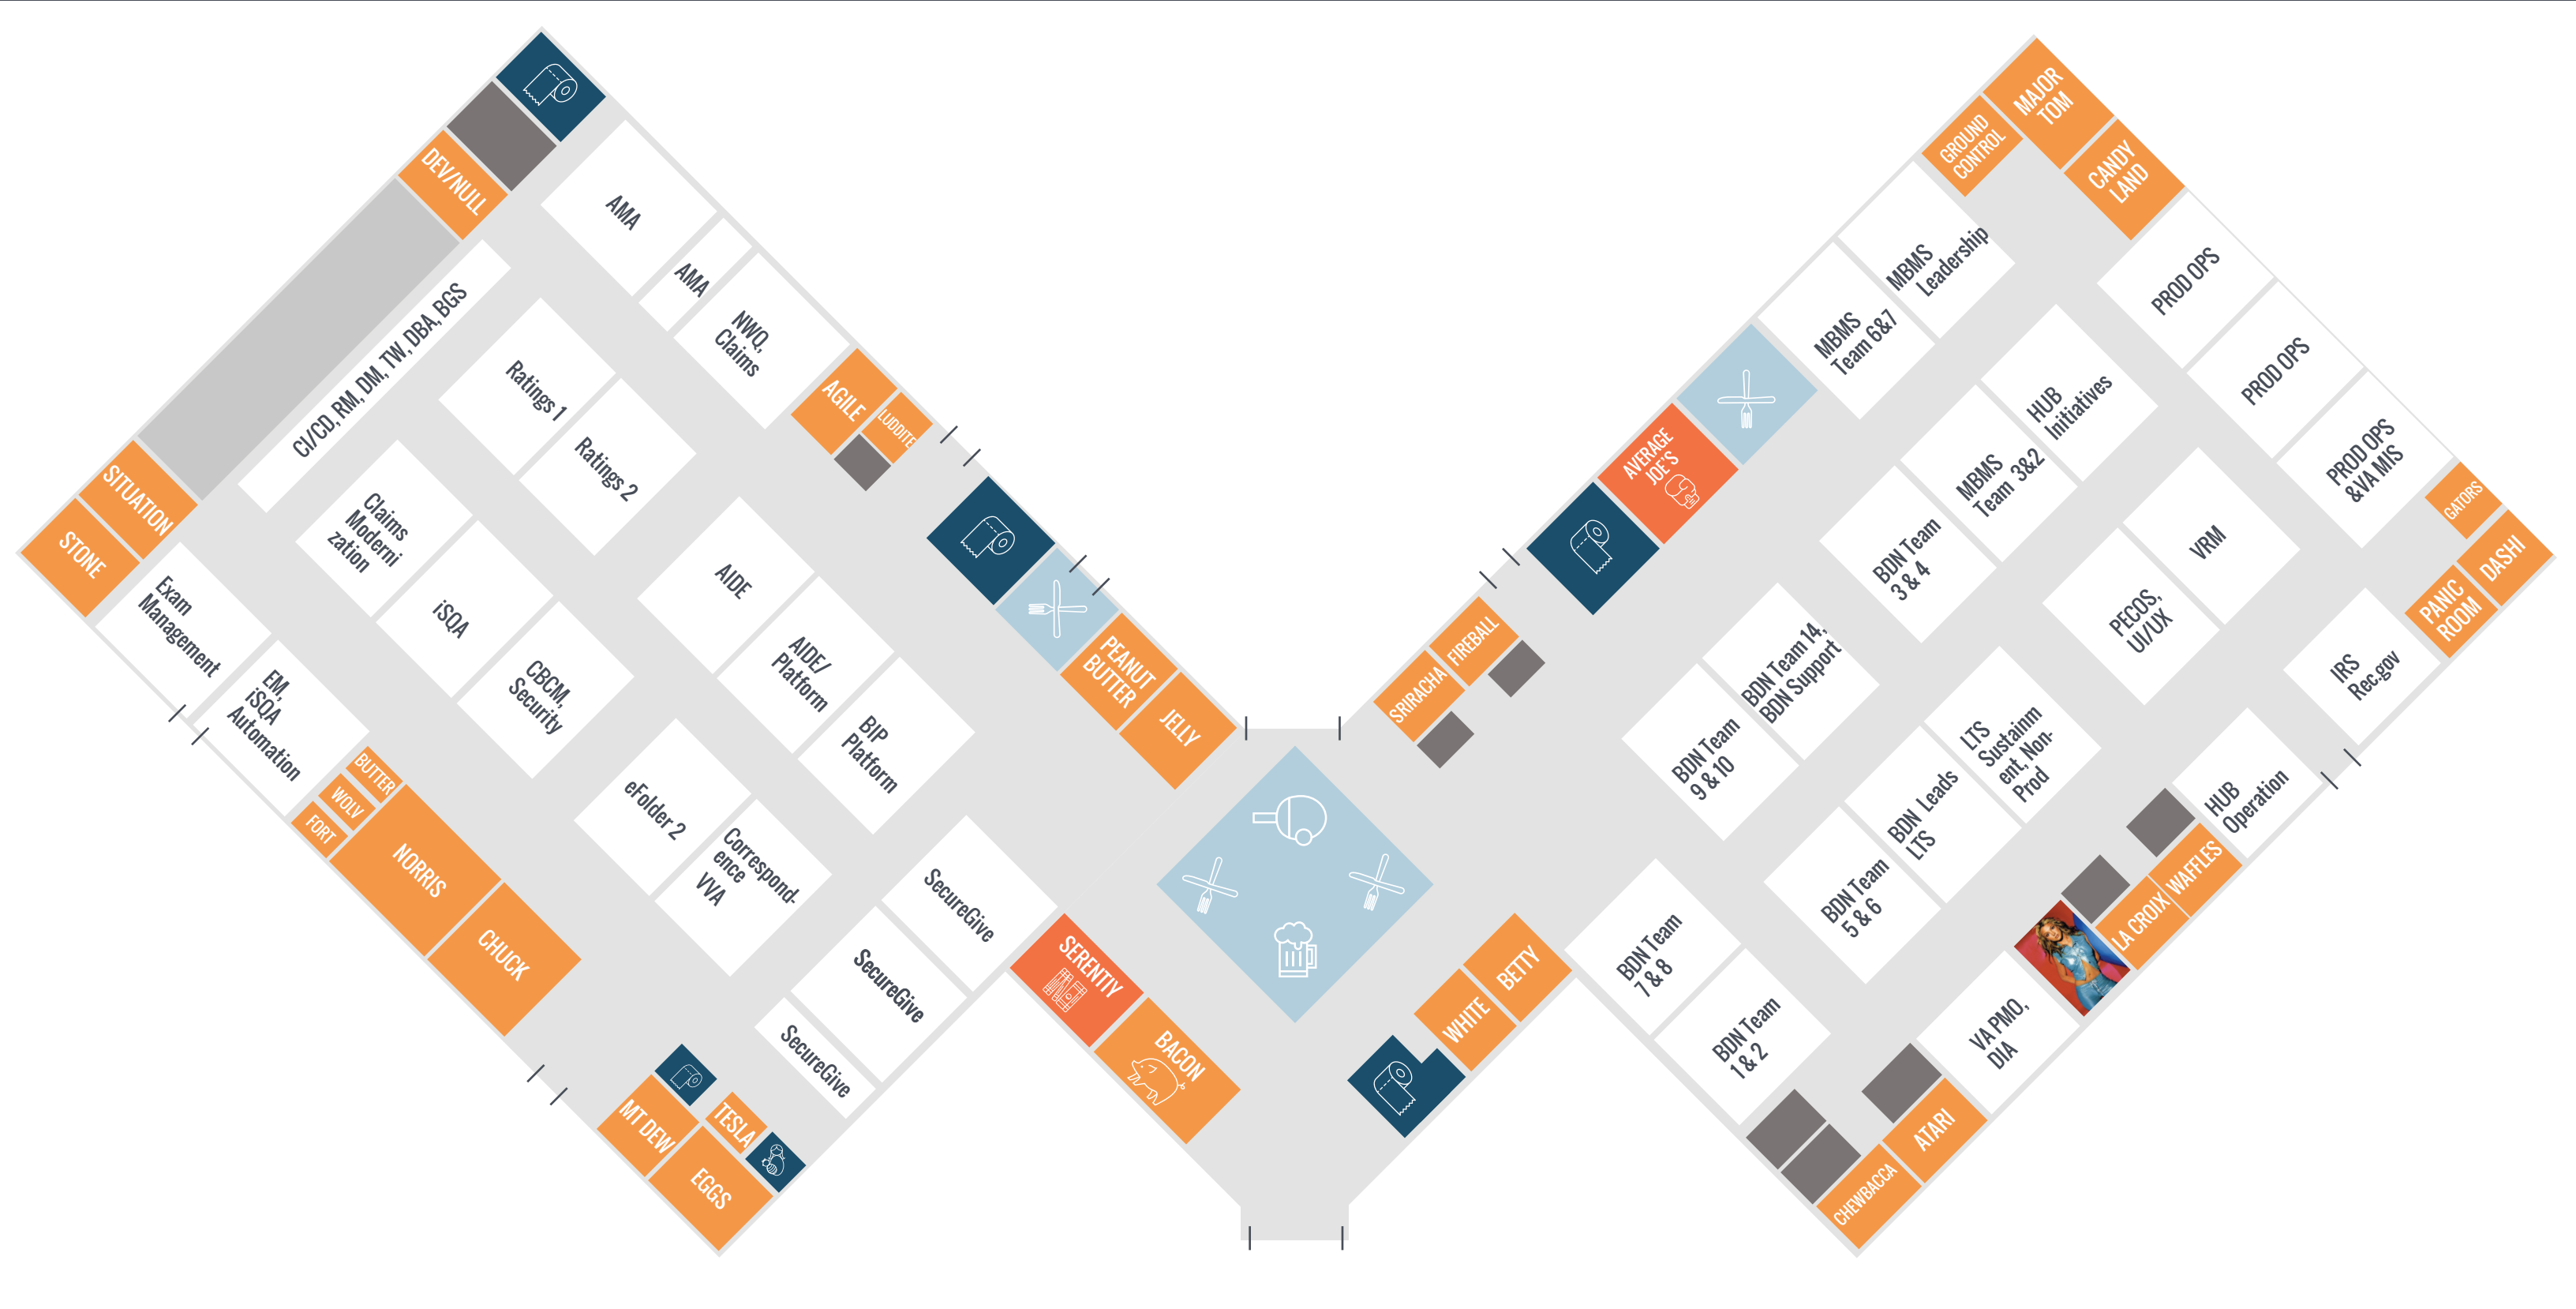 DEV/NULL
SITUATION
STONE
CI/CD, RM, DM, TW, DBA, BGS
AMA
AMA
NWQ,
Claims
AGILE
LUDDITE
Ratings 1
Ratings 2
Claims
Moderni
zation
iSQA
CBCM,
Security
Exam
Management
EM,
iSQA
Automation
BUTTER
WOLV
FORT
NORRIS
CHUCK
AIDE
AIDE/
Platform
BIP
Platform
eFolder 2
Correspond-
ence
VVA
PEANUT
BUTTER
JELLY
SecureGive
SecureGive
SecureGive
MT DEW
TESLA
EGGS
SERENTIY
BACON
WHITE
BETTY
SRIRACHA
FIREBALL
AVERAGE
JOE'S
MBMS
Team 6&7
MBMS
Leadership
GROUND
CONTROL
MAJOR
TOM
CANDY
LAND
PROD OPS
PROD OPS
PROD OPS
&VA MIS
GATORS
DASHI
PANIC
ROOM
HUB
Initiatives
MBMS
Team 3&2
BDN Team
3 & 4
VRM
PECOS,
UI/UX
IRS
Rec.gov
BDN Team 14,
BDN Support
BDN Team
9 & 10
LTS
Sustainm
ent, Non-
Prod
BDN Leads
LTS
BDN Team
5 & 6
HUB
Operation
WAFFLES
LA CROIX
BDN Team
7 & 8
BDN Team
1 & 2
VA PMO,
DIA
ATARI
CHEWBACCA